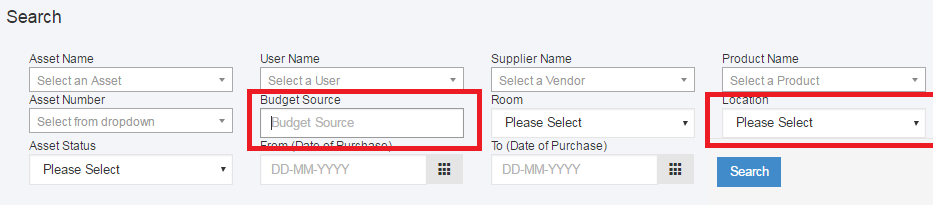 Search
Asset Name User Name Supplier Name Product Name
Select an Asset Select a User Select a Vendor Select a Product
Asset Number Budget Source Room Location
Select from dropdown Budget Source Please Select Please Select
Asset Status From (Date of Purchase) To (Date of Purchase)
Please Select DD-MM-YYYY DD-MM-YYYY Search